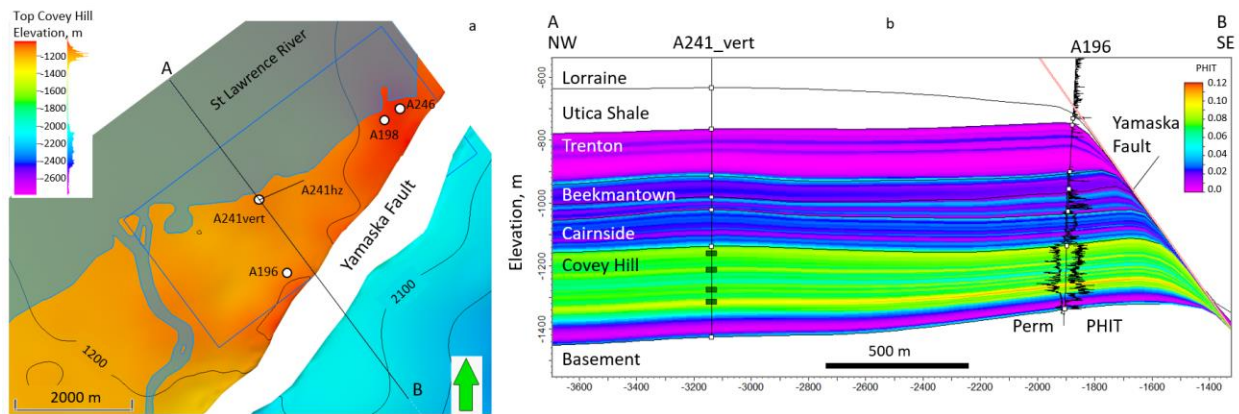 Top Covey Hill
Elevation, m
-1000
-1200
-1400
-1600
-1800
-2000
-2200
-2400
-2600
a
A
St Lawrence River
A246
A198
A241hz
A241vert
Yamaska Fault
A196
2100
1200
B
2000 m
A
NW
A241_vert
b
B
SE
A196
Lorraine
Utica Shale
Trenton
Beekmantown
Cairnside
Covey Hill
Basement
PHIT
0.12
0.10
0.08
0.06
0.04
0.02
0.0
Yamaska
Fault
Perm
PHIT
500 m
Elevation, m
-600
-800
-1000
-1200
-1400
-3600
-3400
-3200
-3000
-2800
-2600
-2400
-2200
-2000
-1800
-1600
-1400